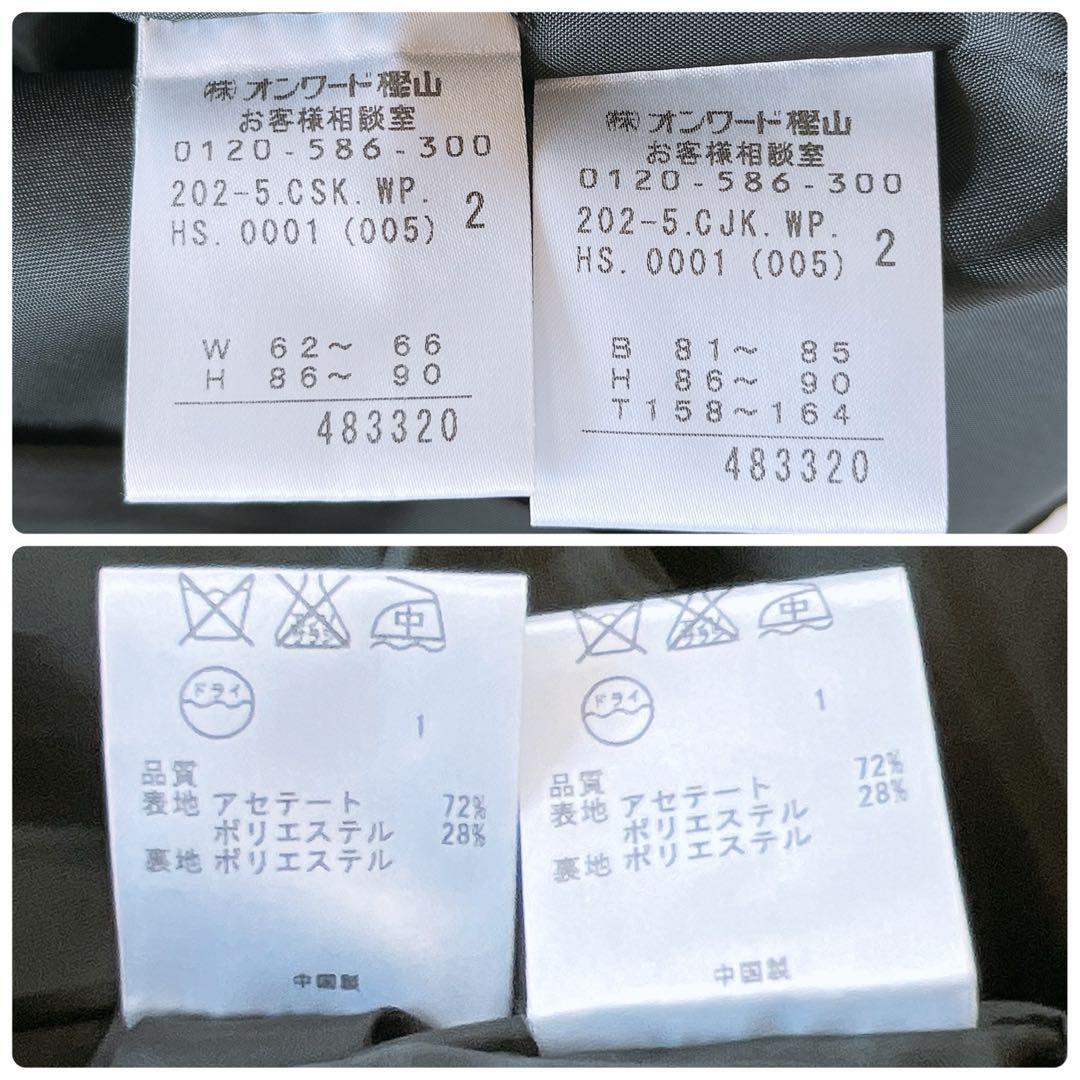 (株)オンワード樫山
お客様相談室
0120-586-300
202-5.CSK.WP.
HS.0001(005) 2
W 62～ 66
H 86～ 90
483320
(株)オンワード樫山
お客様相談室
0120-586-300
202-5.CJK.WP.
HS.0001(005) 2
B 81～ 85
H 86～ 90
T158～164
483320
中
ドライ
1
品質
表地 アセテート 72%
ポリエステル 28%
裏地 ポリエステル
中国製
中
ドライ
1
品質
表地 アセテート 72%
ポリエステル 28%
裏地 ポリエステル
中国製